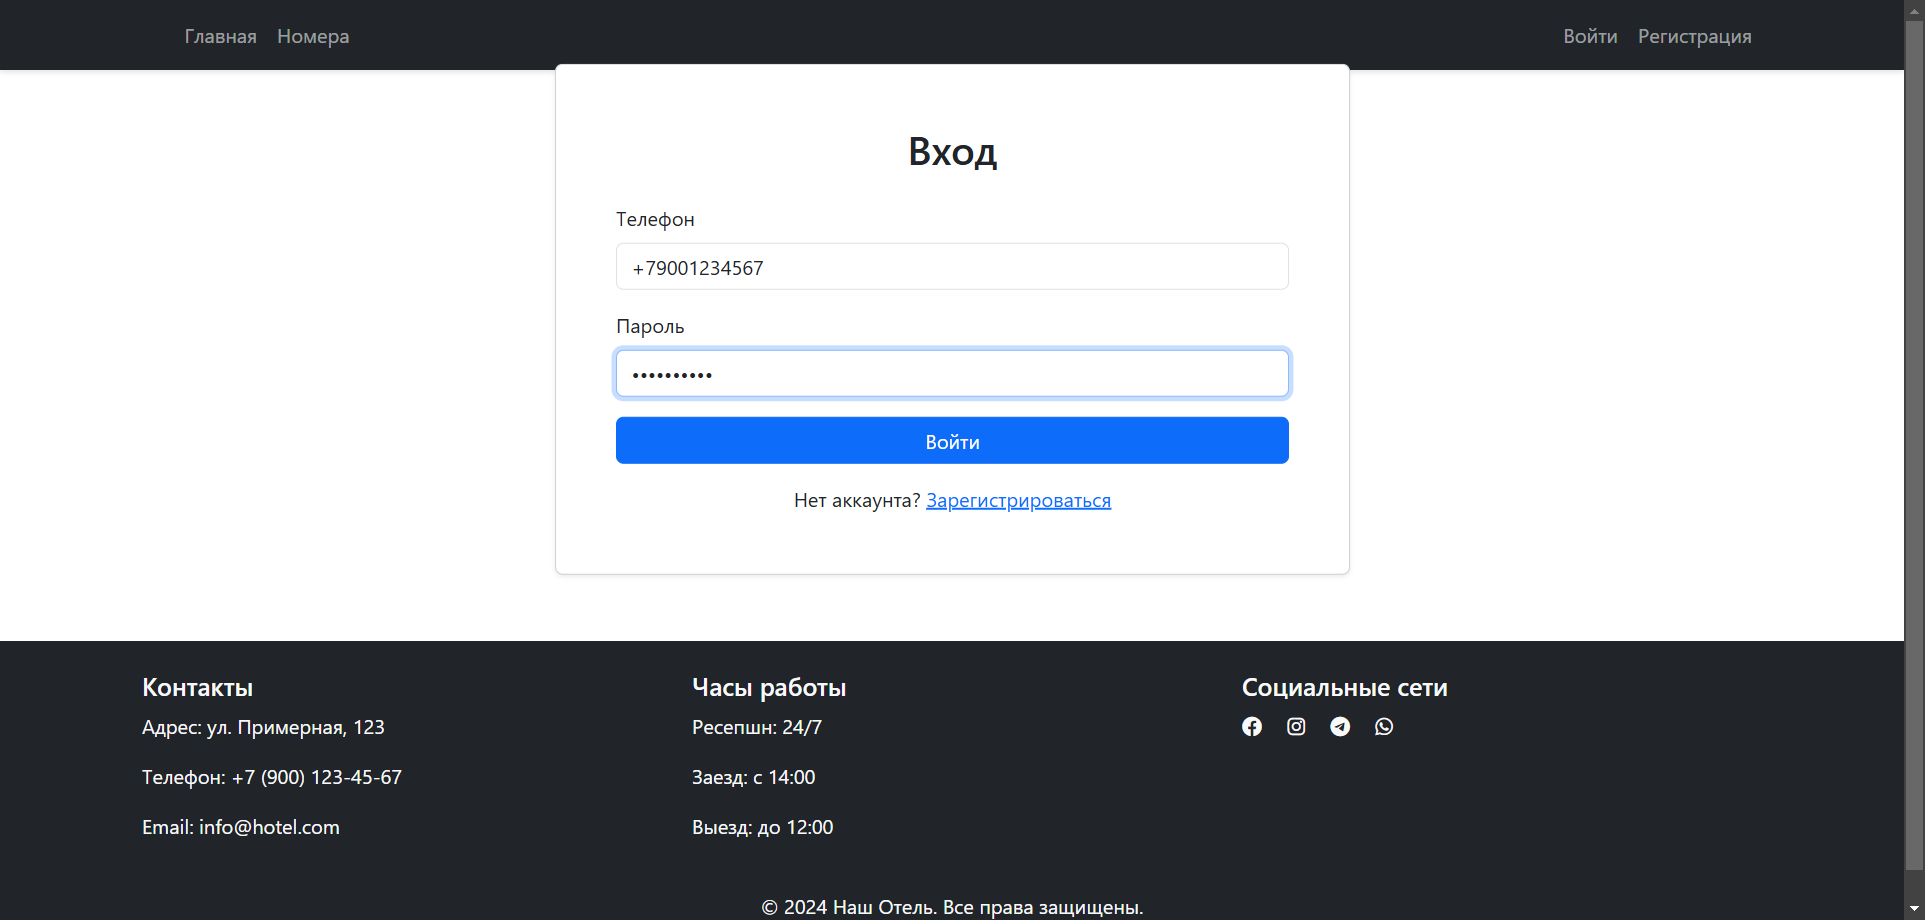 Главная Номера Войти Регистрация
Вход
Телефон
+79001234567
Пароль
••••••••••
Войти
Нет аккаунта? Зарегистрироваться
Контакты
Адрес: ул. Примерная, 123
Телефон: +7 (900) 123-45-67
Email: info@hotel.com
Часы работы
Ресепшн: 24/7
Заезд: с 14:00
Выезд: до 12:00
Социальные сети
© 2024 Наш Отель. Все права защищены.